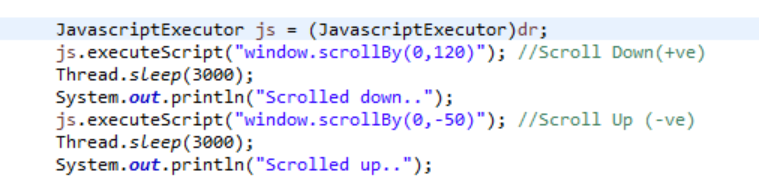 JavascriptExecutor js = (JavascriptExecutor)dr;
js.executeScript("window.scrollBy(0,120)"); //Scroll Down(+ve)
Thread.sleep(3000);
System.out.println("Scrolled down..");
js.executeScript("window.scrollBy(0,-50)"); //Scroll Up (-ve)
Thread.sleep(3000);
System.out.println("Scrolled up..");